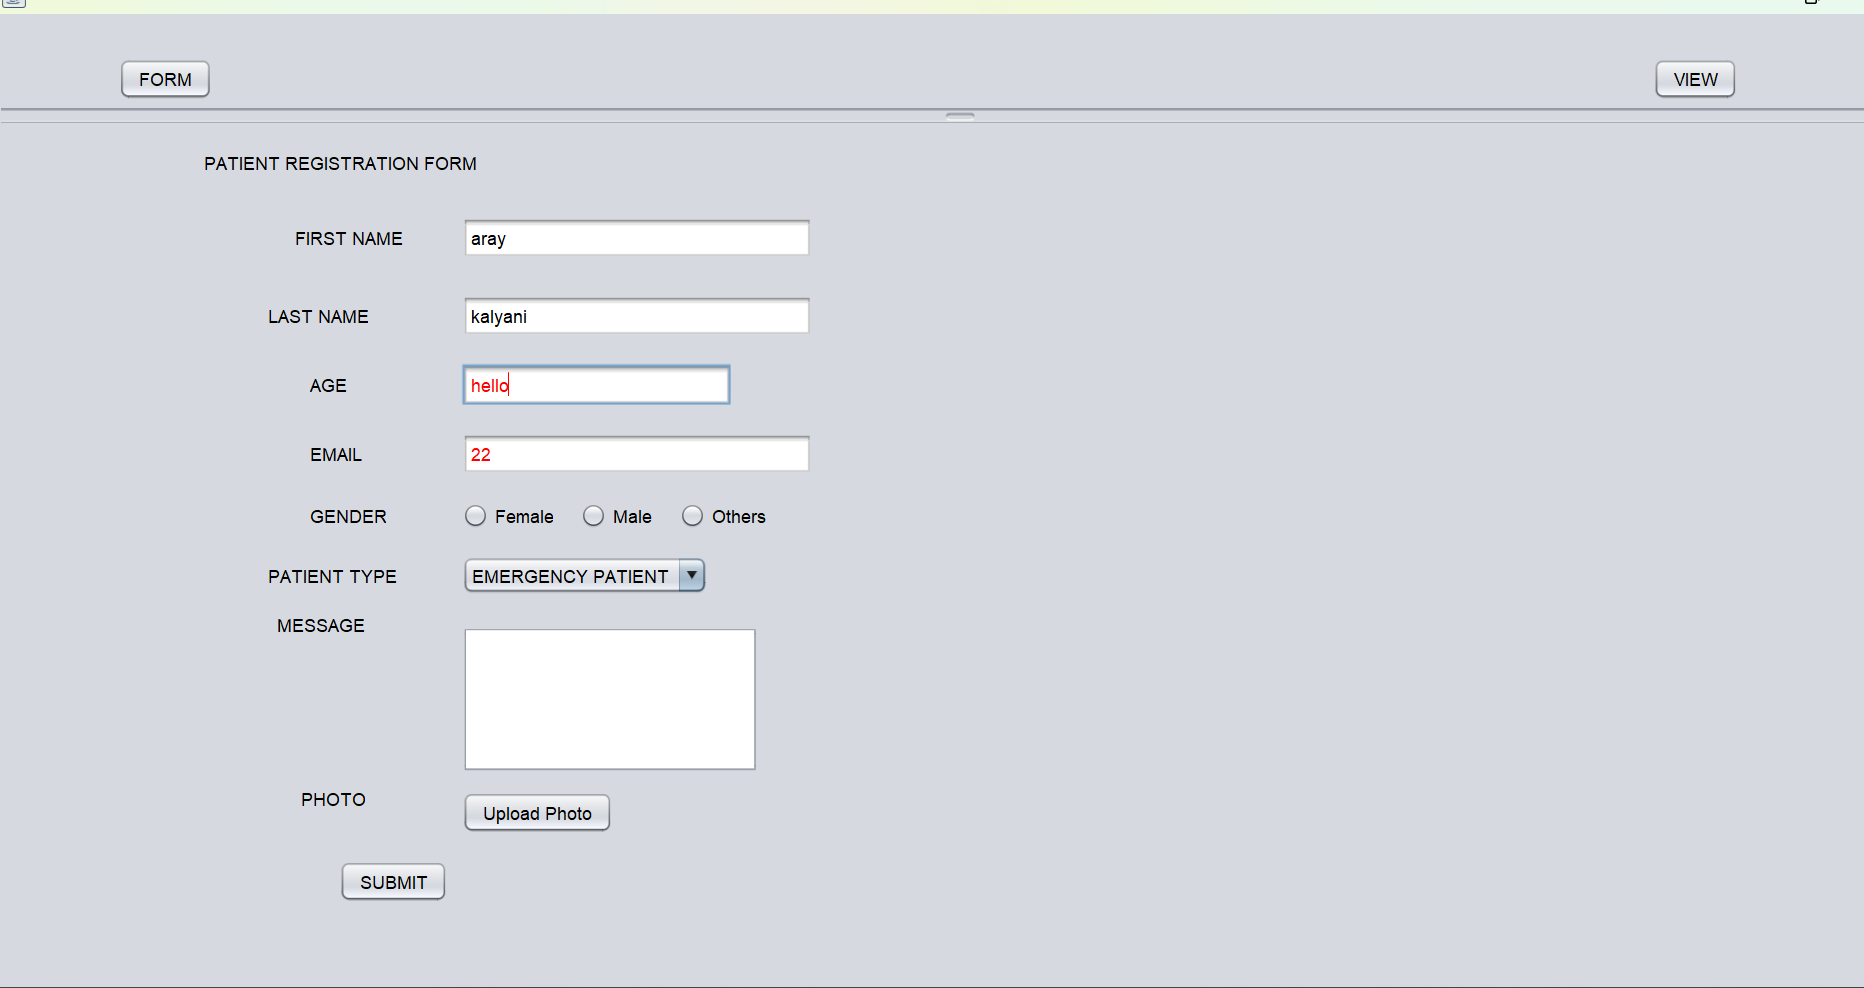 FORM
VIEW
PATIENT REGISTRATION FORM
FIRST NAME aray
LAST NAME kalyani
AGE hello
EMAIL 22
GENDER Female Male Others
PATIENT TYPE EMERGENCY PATIENT
MESSAGE
PHOTO
Upload Photo
SUBMIT